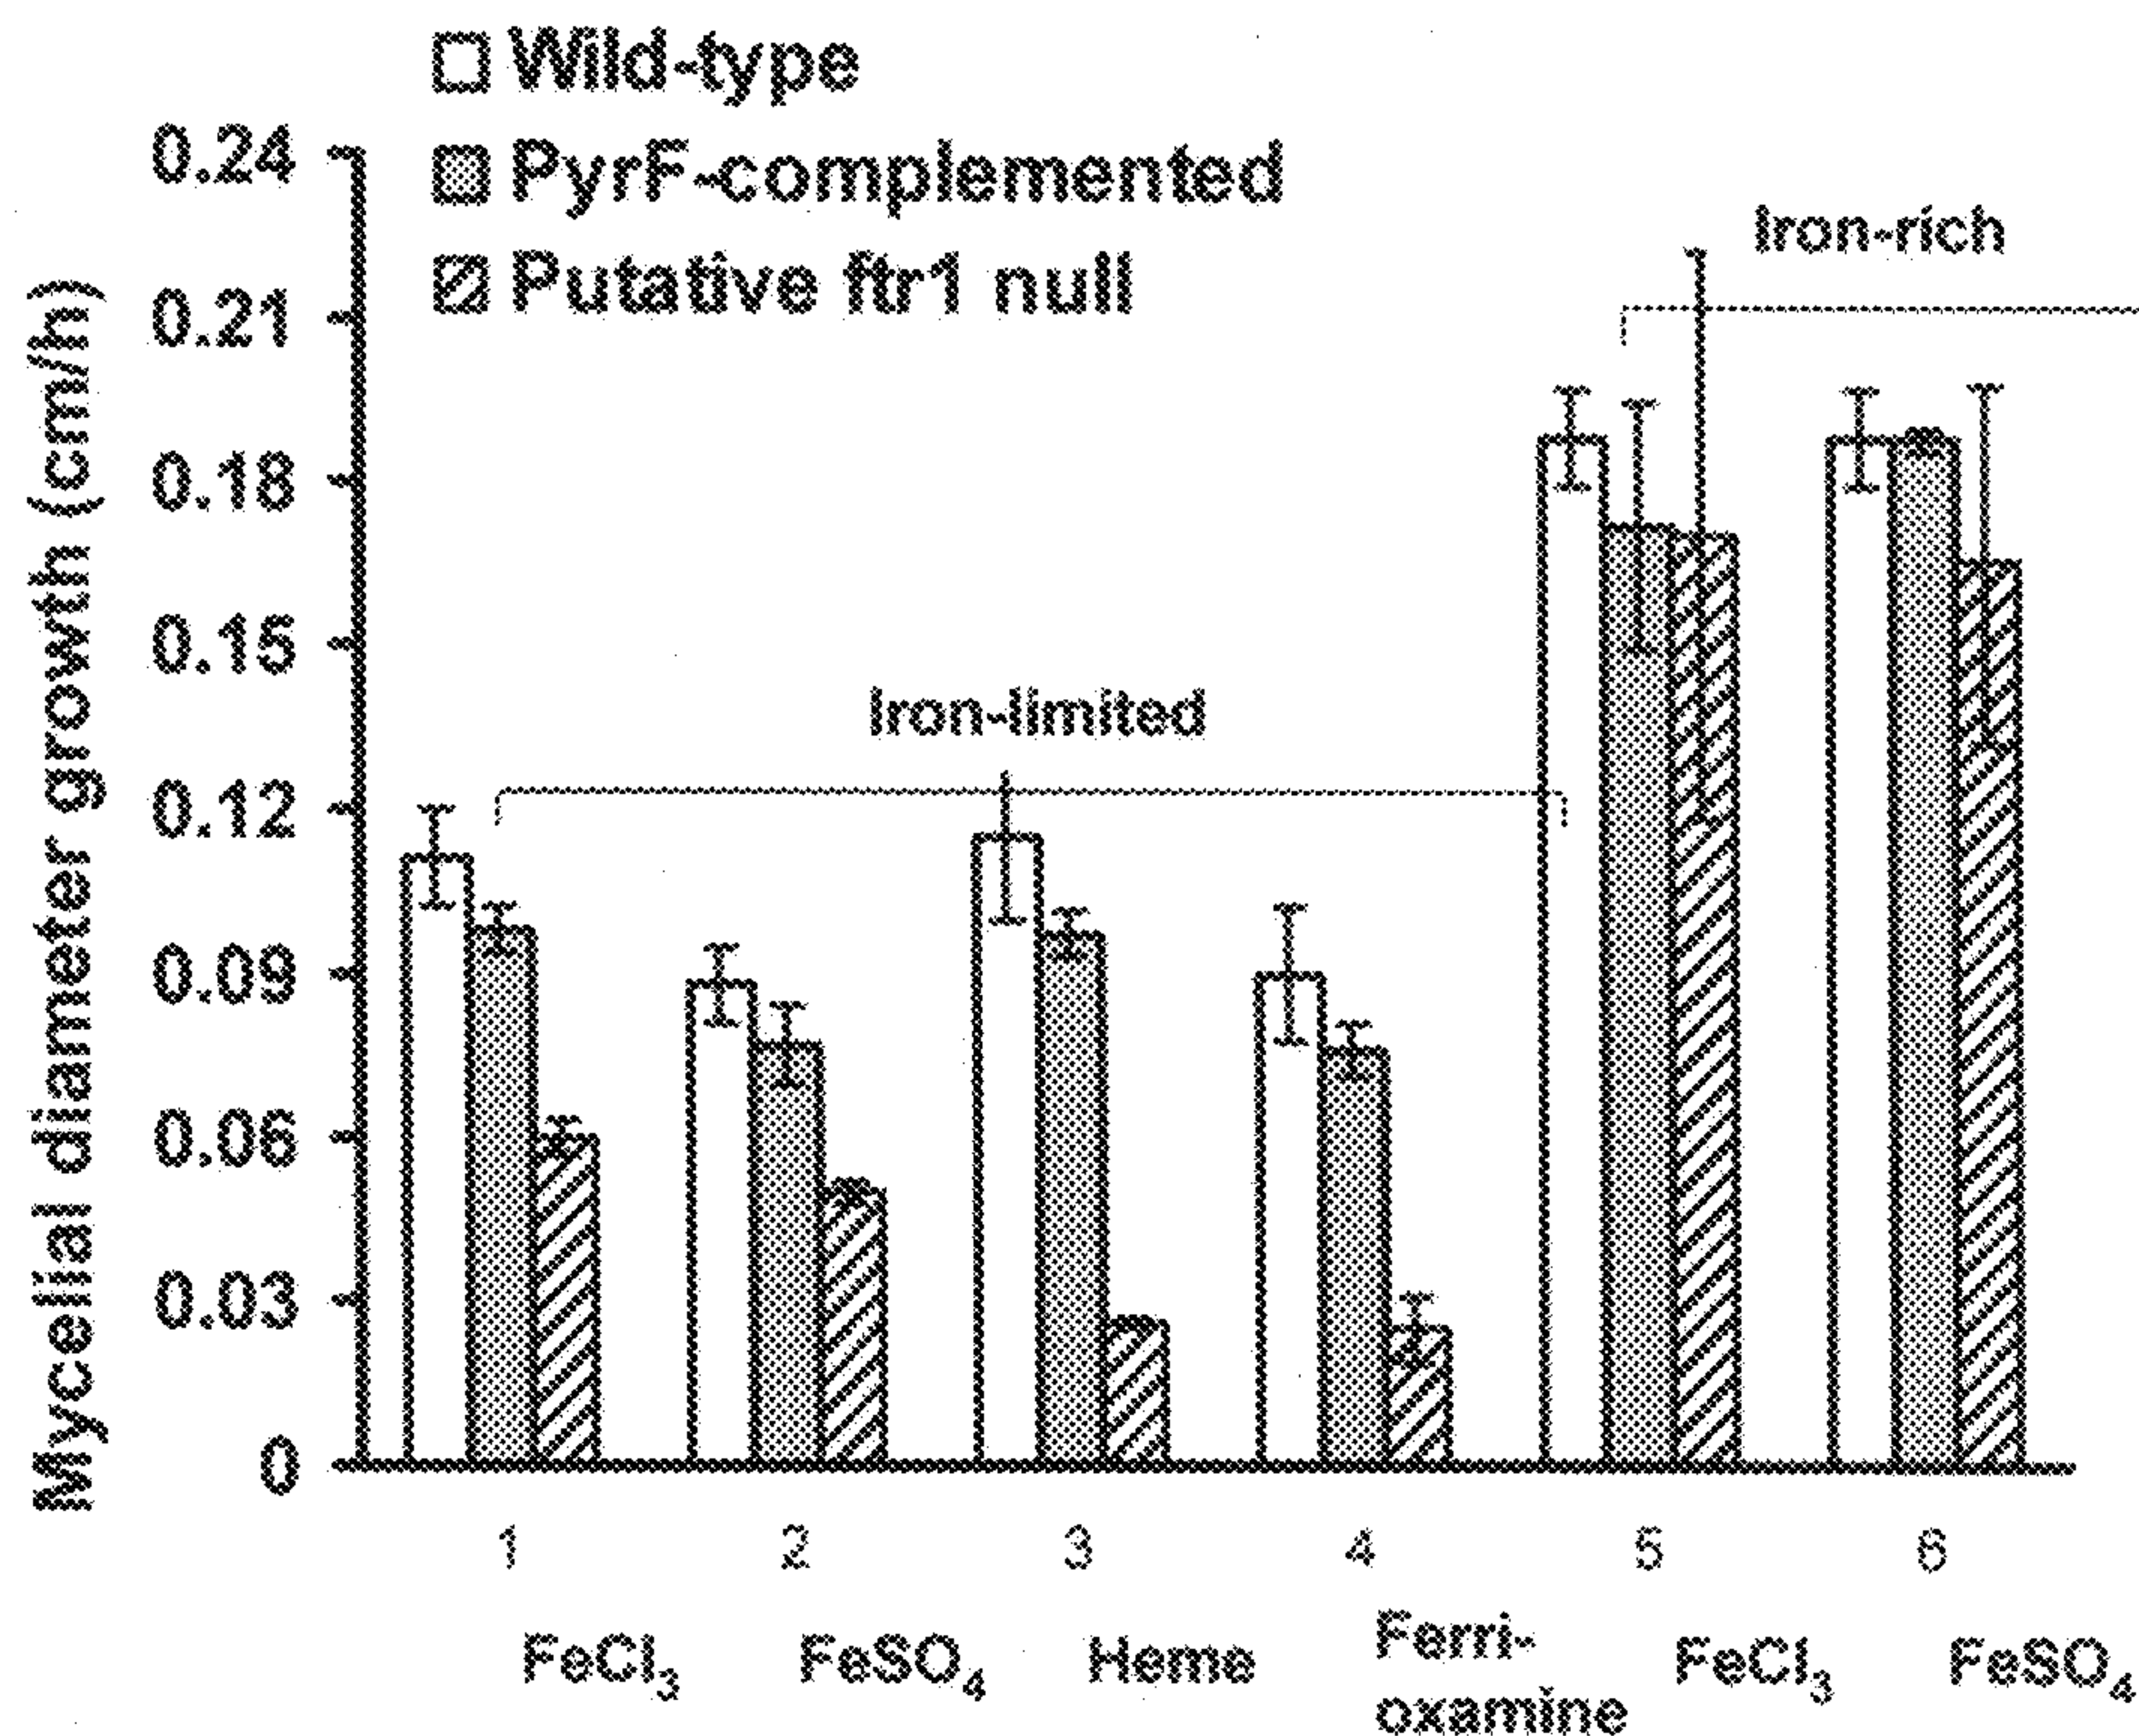 Wild-type
PyrF-complemented
Putative ftr1 null
Mycelial diameter growth (cm/h)
0.24
0.21
0.18
0.15
0.12
0.09
0.06
0.03
0
Iron-rich
Iron-limited
1 2 3 4 5 6
FeCl₃ FeSO₄ Heme Ferri-oxamine FeCl₃ FeSO₄